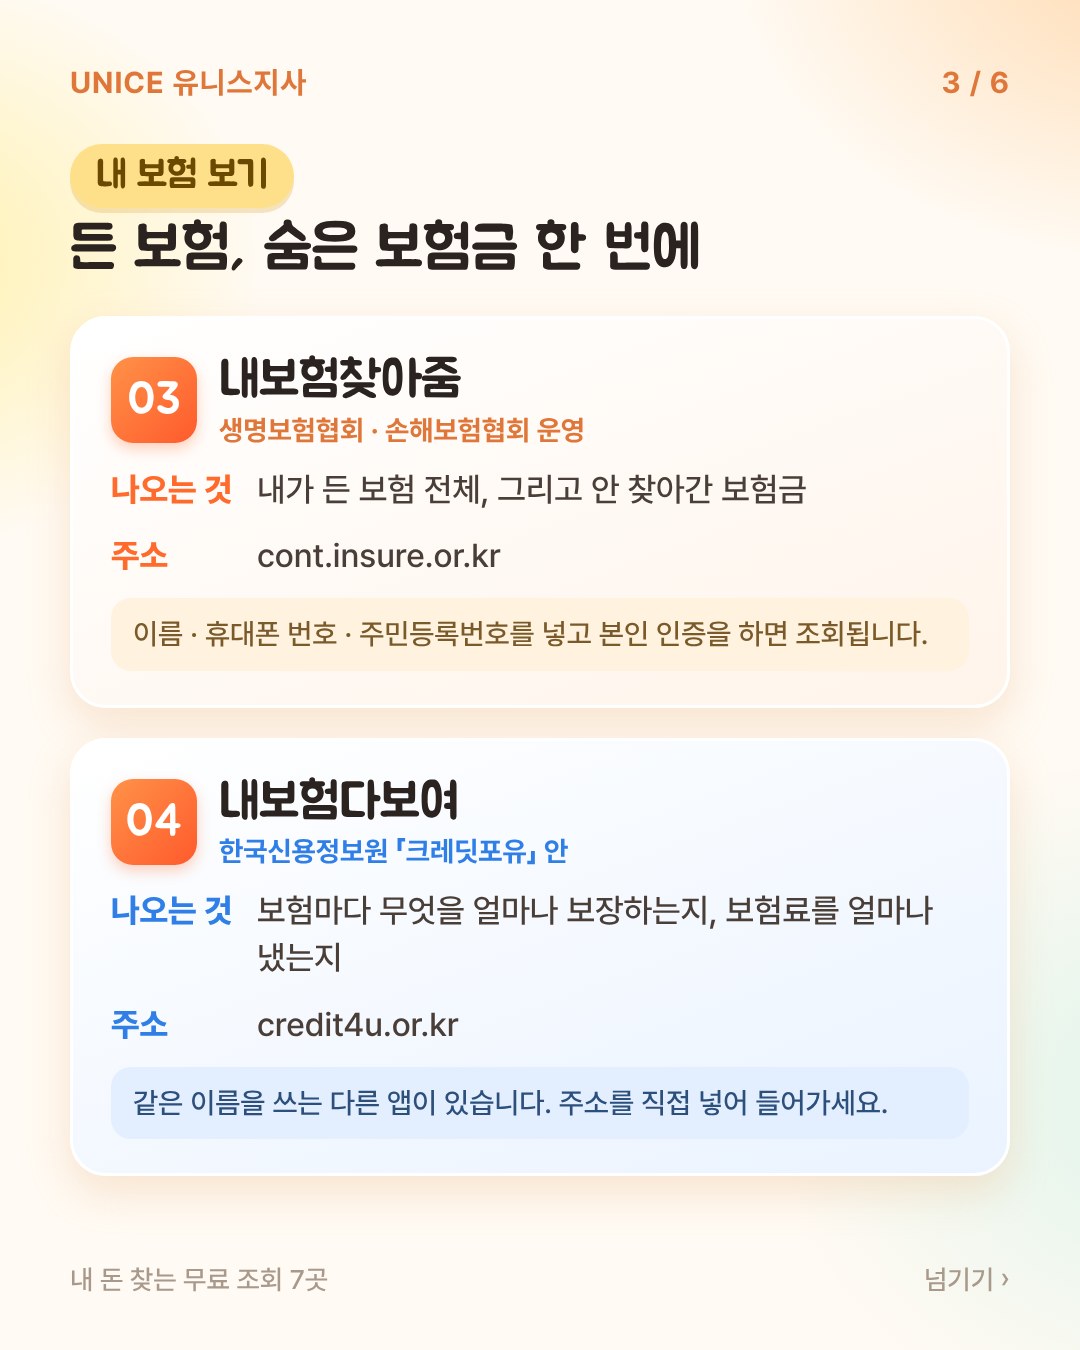 UNICE 유니스지사
3 / 6
내 보험 보기
든 보험, 숨은 보험금 한 번에
03
내보험찾아줌
생명보험협회 · 손해보험협회 운영
나오는 것 내가 든 보험 전체, 그리고 안 찾아간 보험금
주소 cont.insure.or.kr
이름 · 휴대폰 번호 · 주민등록번호를 넣고 본인 인증을 하면 조회됩니다.
04
내보험다보여
한국신용정보원 「크레딧포유」 안
나오는 것 보험마다 무엇을 얼마나 보장하는지, 보험료를 얼마나
냈는지
주소 credit4u.or.kr
같은 이름을 쓰는 다른 앱이 있습니다. 주소를 직접 넣어 들어가세요.
내 돈 찾는 무료 조회 7곳
넘기기 ›